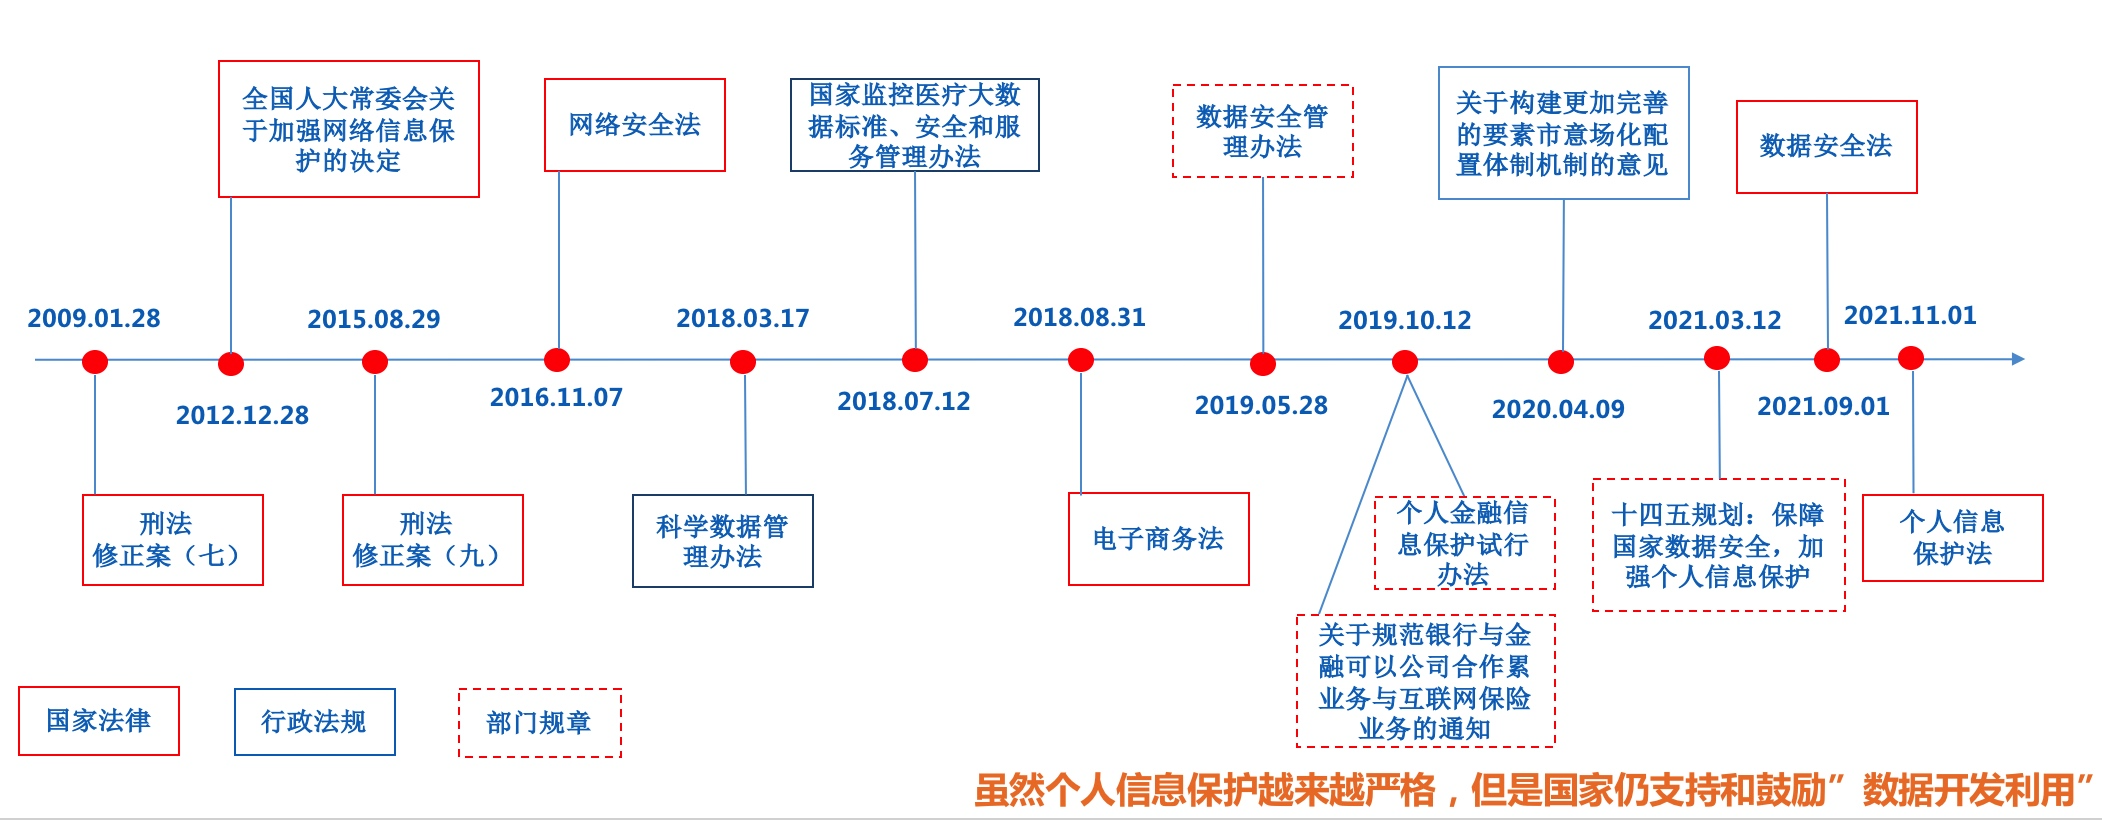 全国人大常委会关
于加强网络信息保
护的决定
网络安全法
国家监控医疗大数
据标准、安全和服
务管理办法
数据安全管
理办法
关于构建更加完善
的要素市意场化配
置体制机制的意见
数据安全法
2009.01.28
2015.08.29
2018.03.17
2018.08.31
2019.10.12
2021.03.12
2021.11.01
2012.12.28
2016.11.07
2018.07.12
2019.05.28
2020.04.09
2021.09.01
刑法
修正案（七）
刑法
修正案（九）
科学数据管
理办法
电子商务法
个人金融信
息保护试行
办法
十四五规划：保障
国家数据安全，加
强个人信息保护
个人信息
保护法
关于规范银行与金
融可以公司合作累
业务与互联网保险
业务的通知
国家法律
行政法规
部门规章
虽然个人信息保护越来越严格，但是国家仍支持和鼓励”数据开发利用”